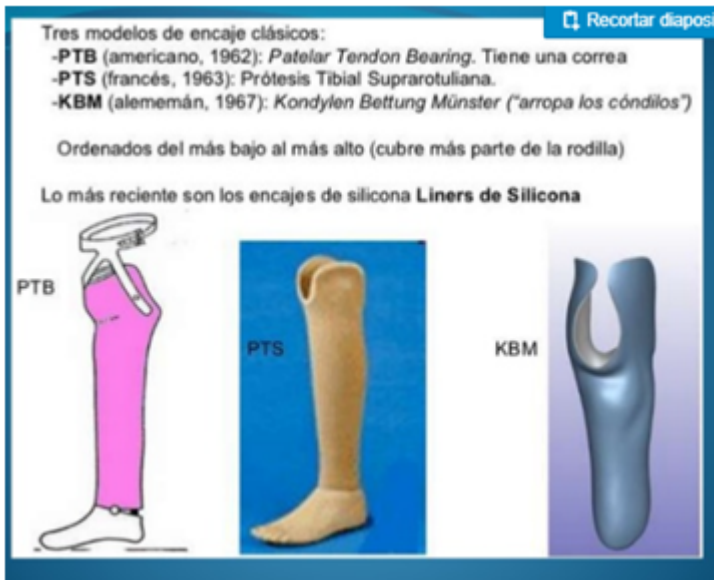 Recortar diaposi
Tres modelos de encaje clásicos:
-PTB (americano, 1962): Patelar Tendon Bearing. Tiene una correa
-PTS (francés, 1963): Prótesis Tibial Suprarotuliana.
-KBM (alememán, 1967): Kondylen Bettung Münster ("arropa los cóndilos")
Ordenados del más bajo al más alto (cubre más parte de la rodilla)
Lo más reciente son los encajes de silicona Liners de Silicona
PTB
PTS
KBM